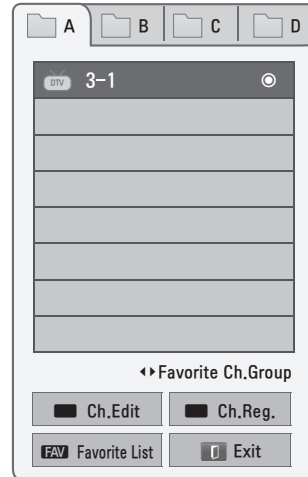 A B C D
DTV 3-1
Favorite Ch.Group
Ch.Edit Ch.Reg.
FAV Favorite List Exit